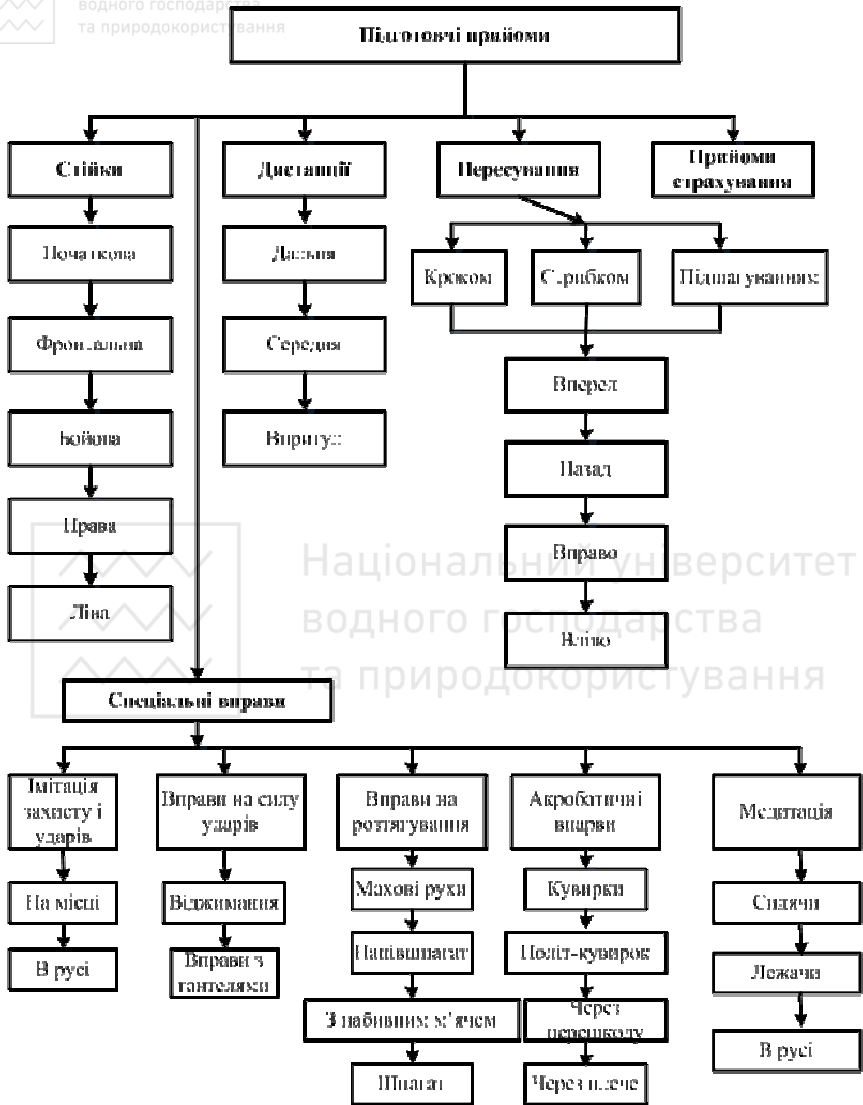 водного господарства
та природокористування
Підготовчі прийоми
Стійки
Дистанції
Пересування
Прийоми
страхування
Початкова
Дальня
Кроком
Стрибком
Підшагуванням
Фронтальна
Середня
Вперед
Бойова
Впритул
Назад
Права
Вправо
Національний університет
водного господарства
та природокористування
Ліва
Вліво
Спеціальні вправи
Імітація
захисту і
ударів
Вправи на силу
ударів
Вправи на
розтягування
Акробатичні
вправи
Медитація
На місці
Віджимання
Махові рухи
Кувирки
Сидячи
В русі
Вправи з
гантелями
Напівшпагат
Політ-кувирок
Лежачи
З набивним м'ячем
Через
перешкоду
В русі
Шпагат
Через плече